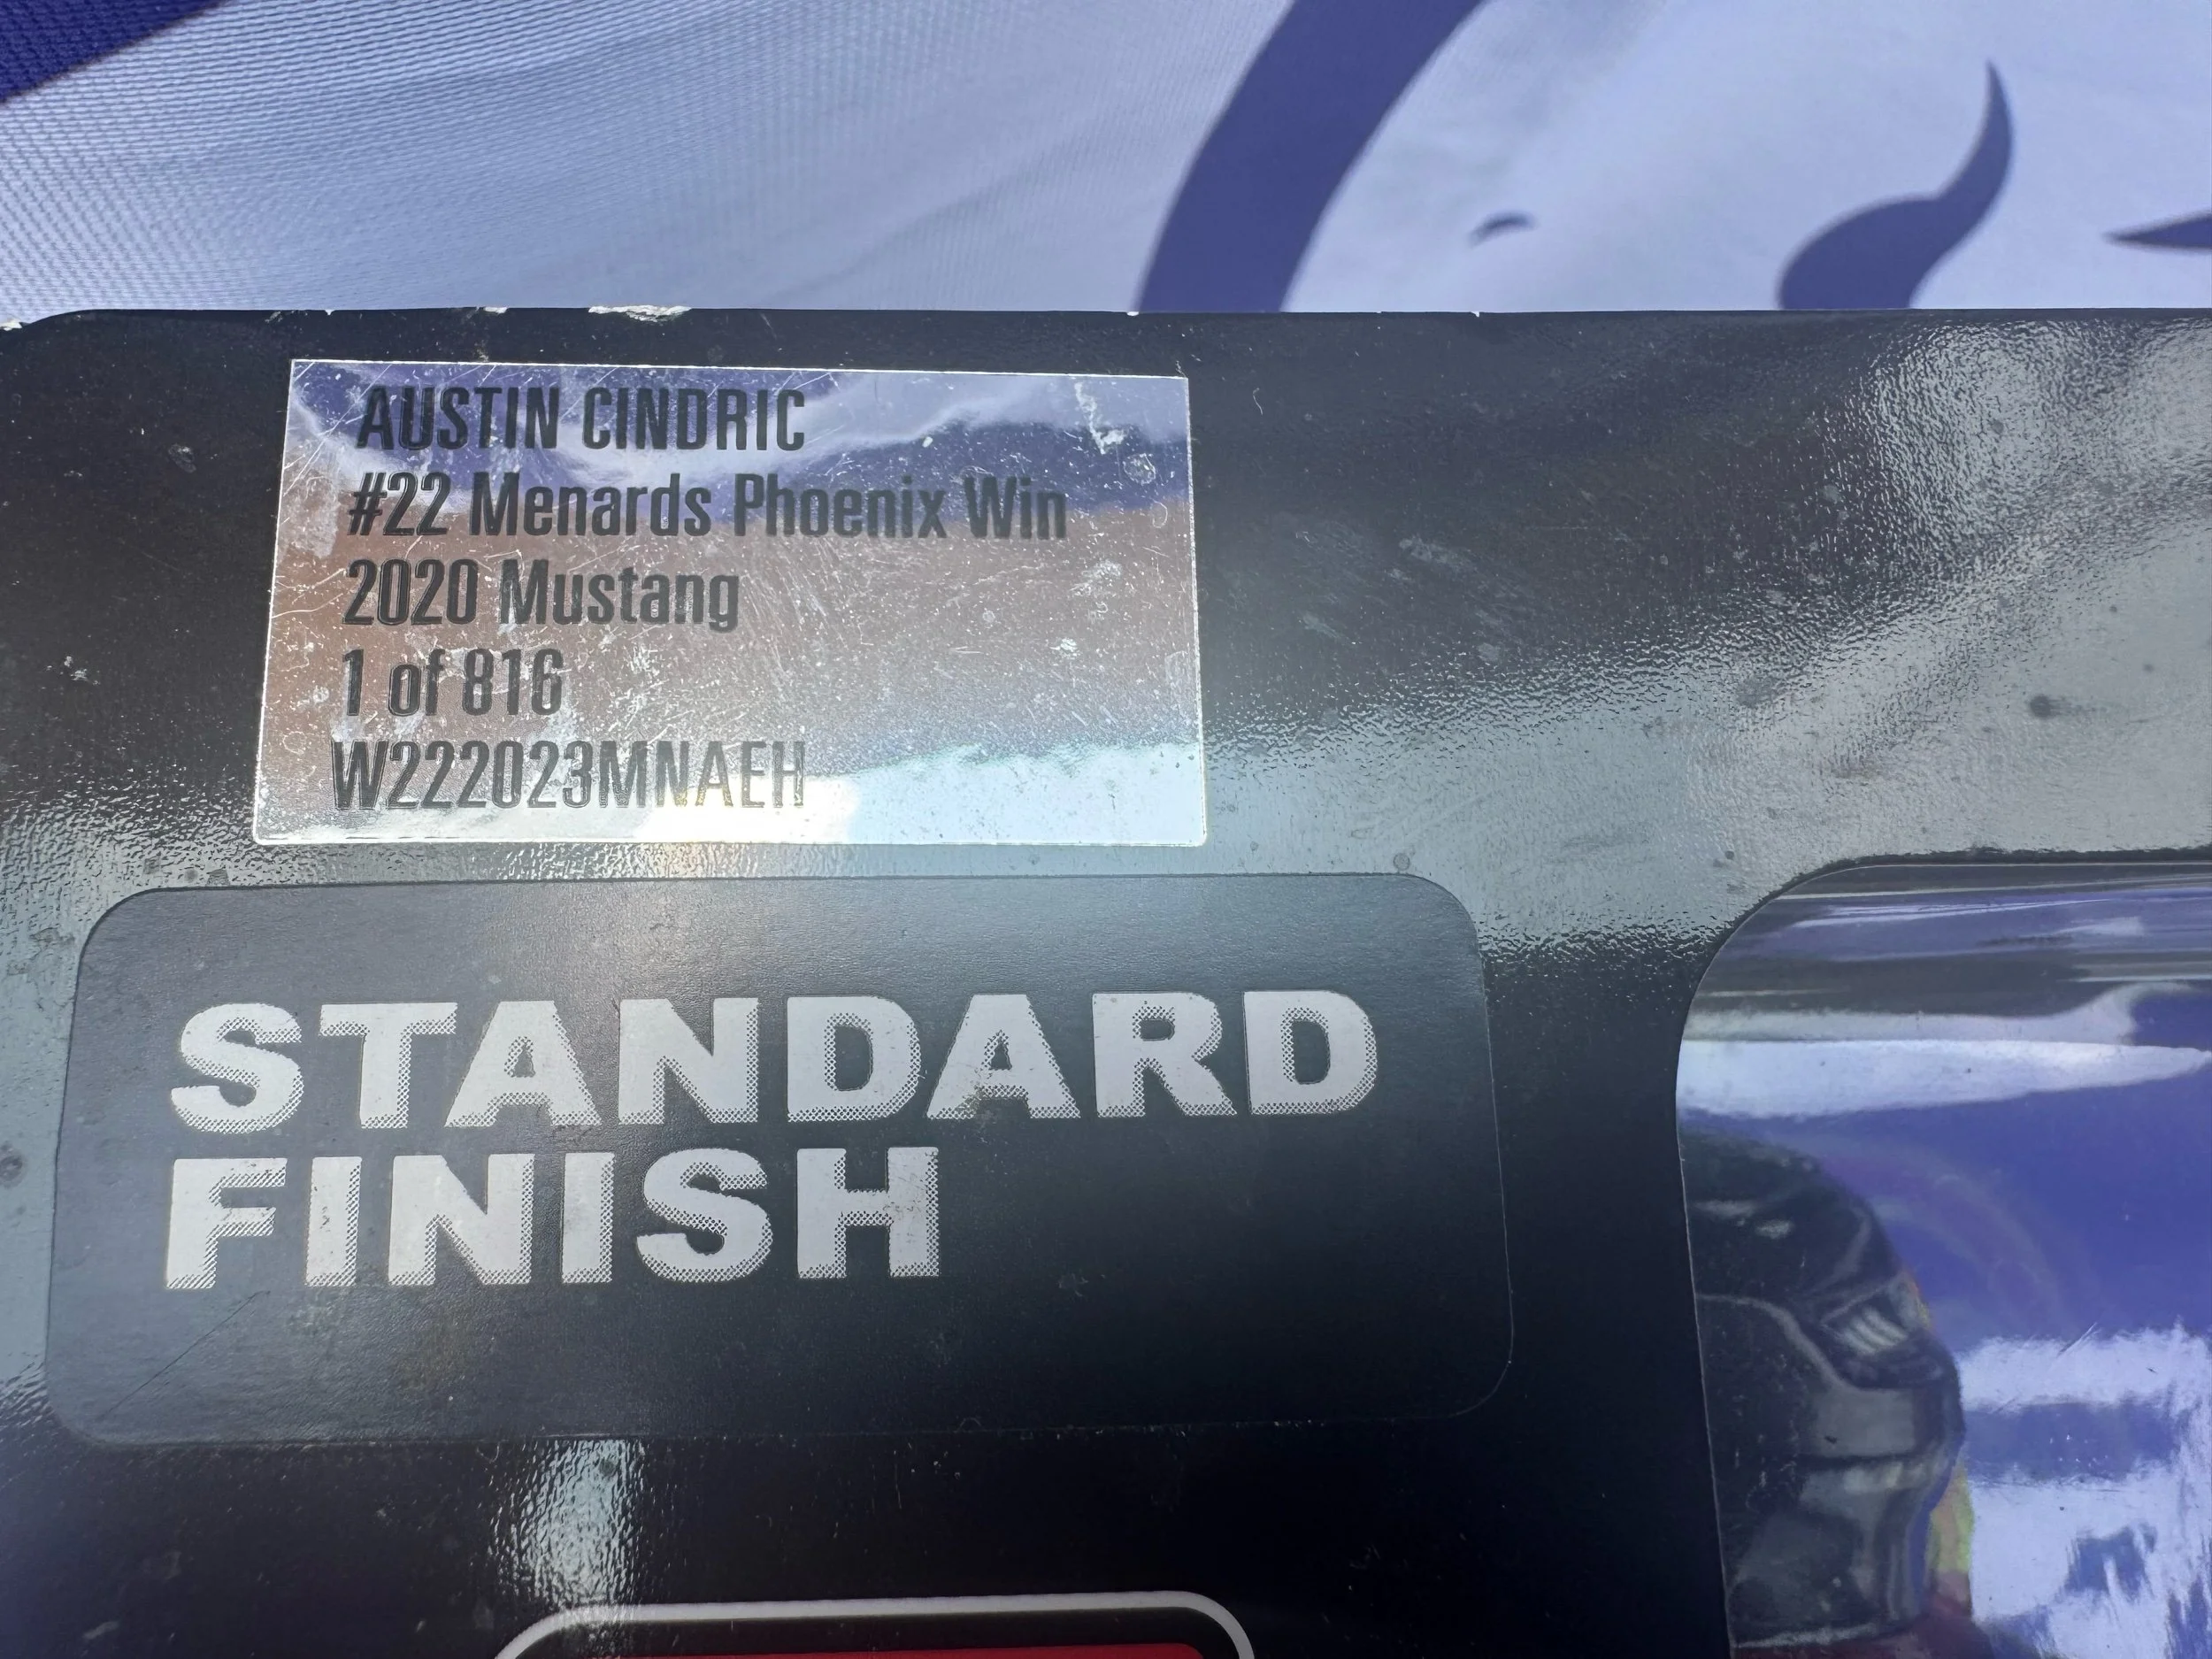 AUSTIN CINDRIC
#22 Menards Phoenix Win
2020 Mustang
1 of 816
W222023MNAEH
STANDARD
FINISH